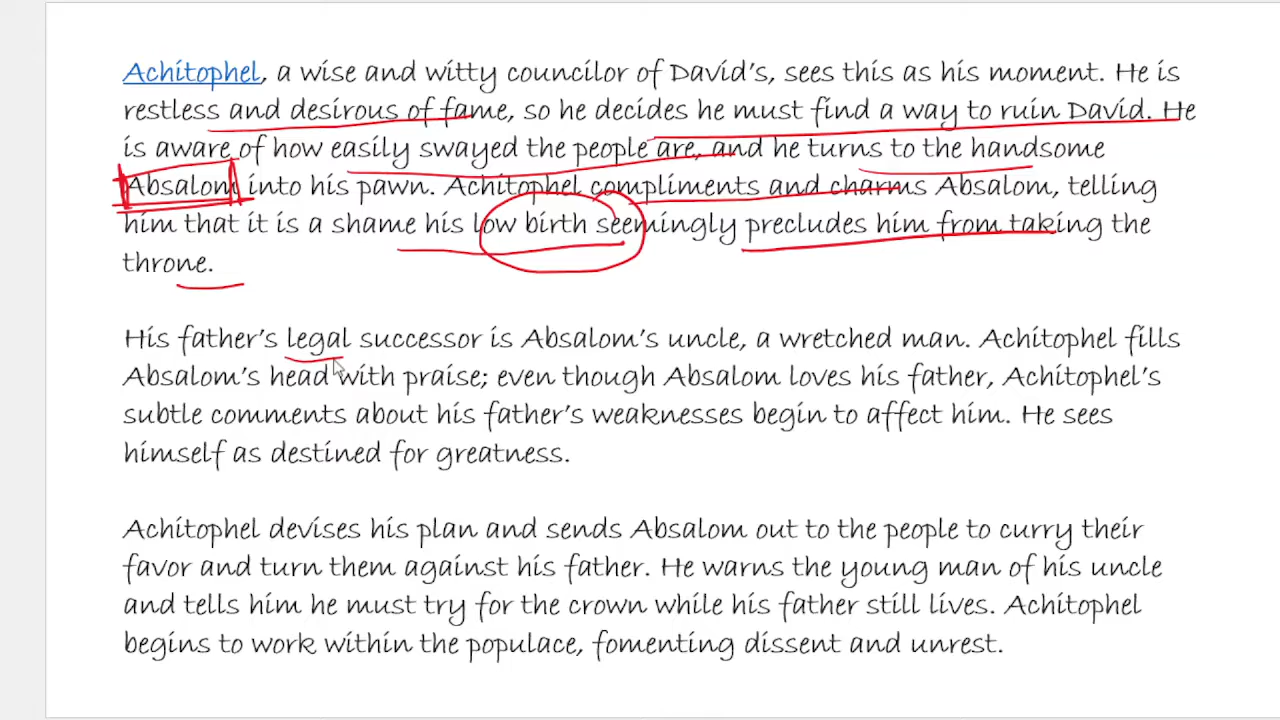 Achitophel, a wise and witty councilor of David's, sees this as his moment. He is
restless and desirous of fame, so he decides he must find a way to ruin David. He
is aware of how easily swayed the people are, and he turns to the handsome
Absalom into his pawn. Achitophel compliments and charms Absalom, telling
him that it is a shame his low birth seemingly precludes him from taking the
throne.
His father's legal successor is Absalom's uncle, a wretched man. Achitophel fills
Absalom's head with praise; even though Absalom loves his father, Achitophel's
subtle comments about his father's weaknesses begin to affect him. He sees
himself as destined for greatness.
Achitophel devises his plan and sends Absalom out to the people to curry their
favor and turn them against his father. He warns the young man of his uncle
and tells him he must try for the crown while his father still lives. Achitophel
begins to work within the populace, fomenting dissent and unrest.